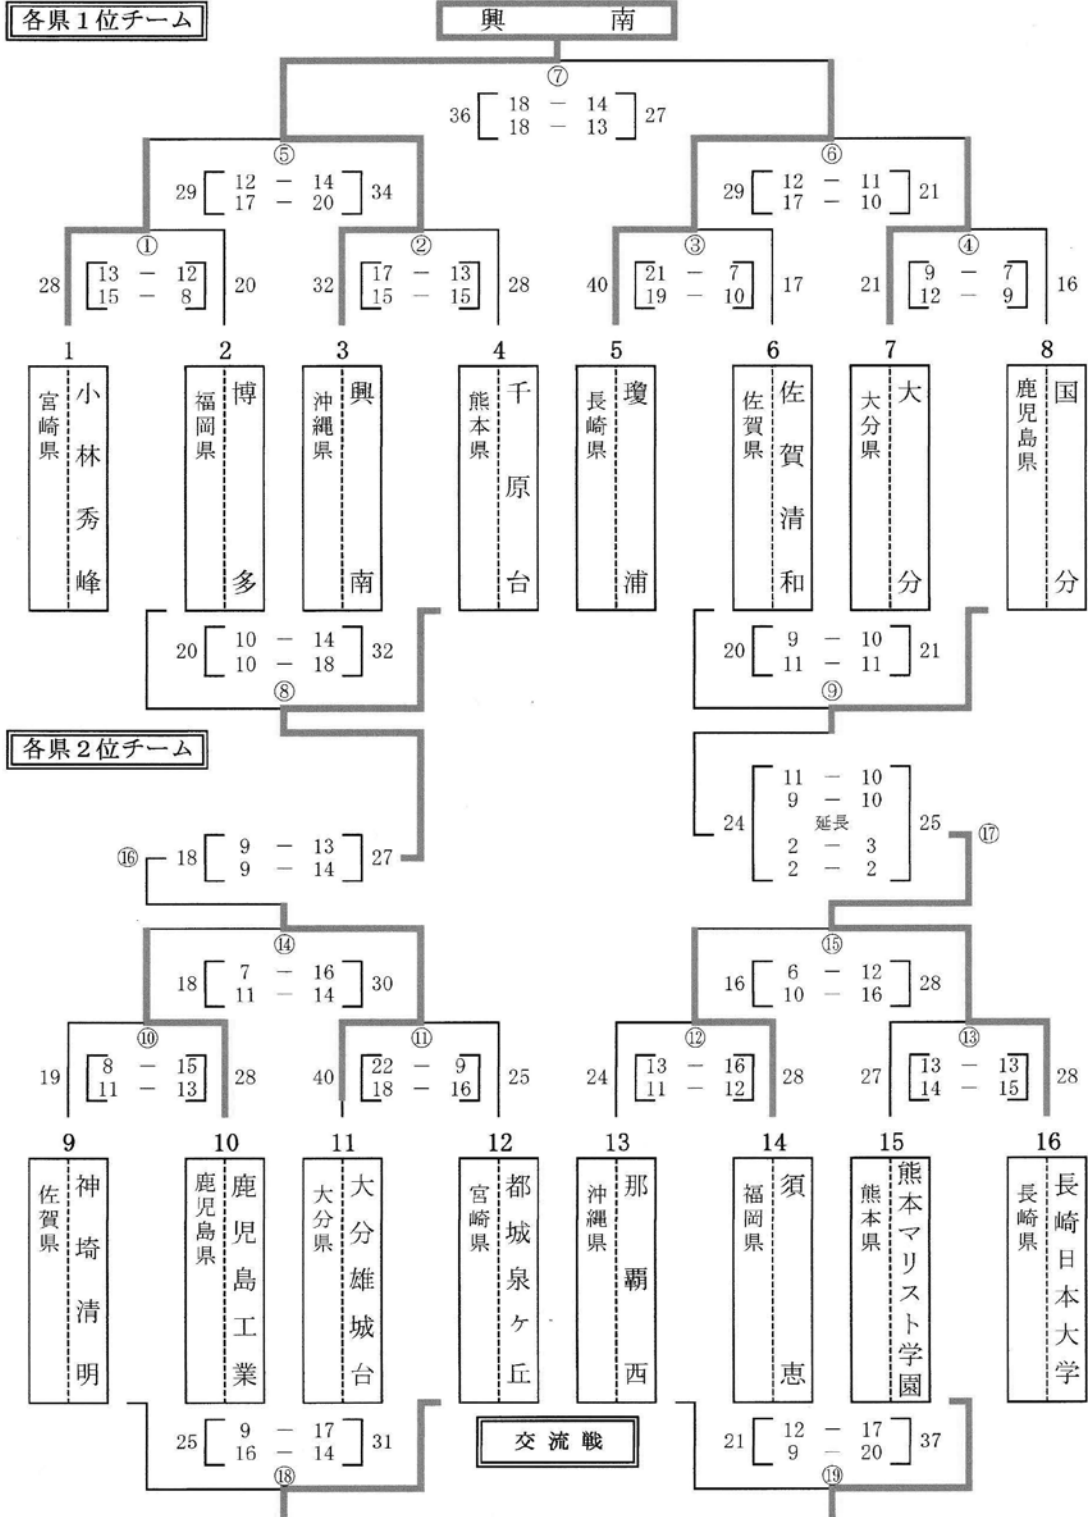 各県1位チーム
興南
⑦
36 18 － 14 27
18 － 13
⑤
29 12 － 14 34
17 － 20
⑥
29 12 － 11 21
17 － 10
①
28 13 － 12 20
15 － 8
②
32 17 － 13 28
15 － 15
③
40 21 － 7 17
19 － 10
④
21 9 － 7 16
12 － 9
1 2 3 4 5 6 7 8
宮崎県 小林秀峰
福岡県 博多
沖縄県 興南
熊本県 千原台
長崎県 瓊浦
佐賀県 佐賀清和
大分県 大分
鹿児島県 国分
20 10 － 14 32
10 － 18
⑧
20 9 － 10 21
11 － 11
⑨
各県2位チーム
⑯ 18 9 － 13 27
9 － 14
24 11 － 10 25 ⑰
9 － 10
延長
2 － 3
2 － 2
⑭
18 7 － 16 30
11 － 14
⑮
16 6 － 12 28
10 － 16
⑩
19 8 － 15 28
11 － 13
⑪
40 22 － 9 25
18 － 16
⑫
24 13 － 16 28
11 － 12
⑬
27 13 － 13 28
14 － 15
9 10 11 12 13 14 15 16
佐賀県 神埼清明
鹿児島県 鹿児島工業
大分県 大分雄城台
宮崎県 都城泉ケ丘
沖縄県 那覇西
福岡県 須恵
熊本県 熊本マリスト学園
長崎県 長崎日本大学
25 9 － 17 31
16 － 14
⑱
交流戦
21 12 － 17 37
9 － 20
⑲